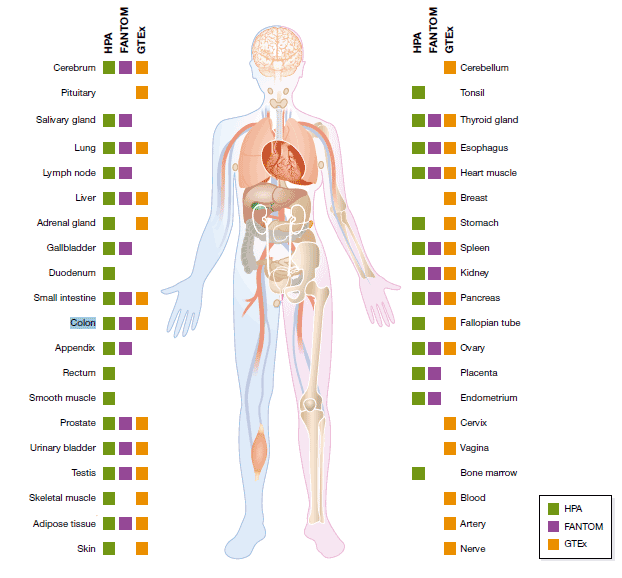 HPA
FANTOM
GTEx
HPA
FANTOM
GTEx
Cerebrum
Pituitary
Salivary gland
Lung
Lymph node
Liver
Adrenal gland
Gallbladder
Duodenum
Small intestine
Colon
Appendix
Rectum
Smooth muscle
Prostate
Urinary bladder
Testis
Skeletal muscle
Adipose tissue
Skin
Cerebellum
Tonsil
Thyroid gland
Esophagus
Heart muscle
Breast
Stomach
Spleen
Kidney
Pancreas
Fallopian tube
Ovary
Placenta
Endometrium
Cervix
Vagina
Bone marrow
Blood
Artery
Nerve
HPA
FANTOM
GTEx